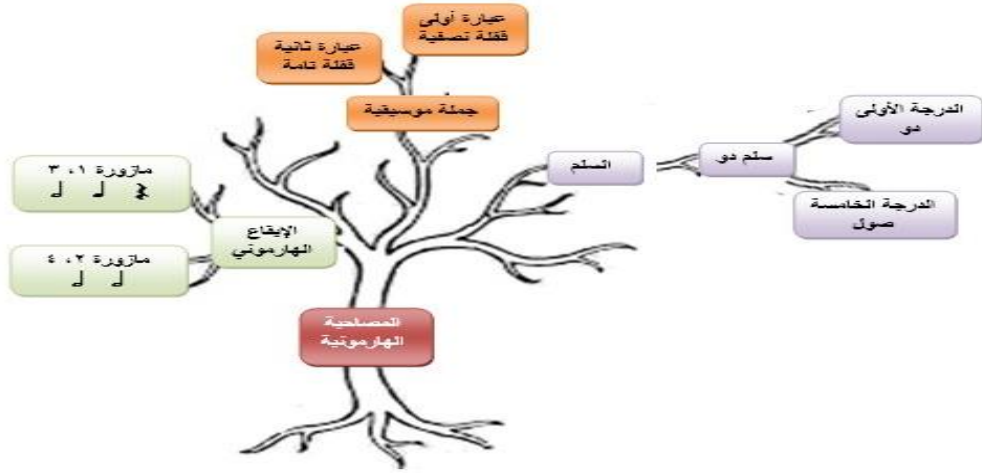 عبارة أولى
قفلة نصفية
عبارة ثانية
قفلة تامة
جملة موسيقية
الدرجة الأولى
دو
سلم دو
السلم
الدرجة الخامسة
صول
مازورة ١، ٣
الإيقاع
الهارموني
مازورة ٢، ٤
المصاحبة
الهارمونية